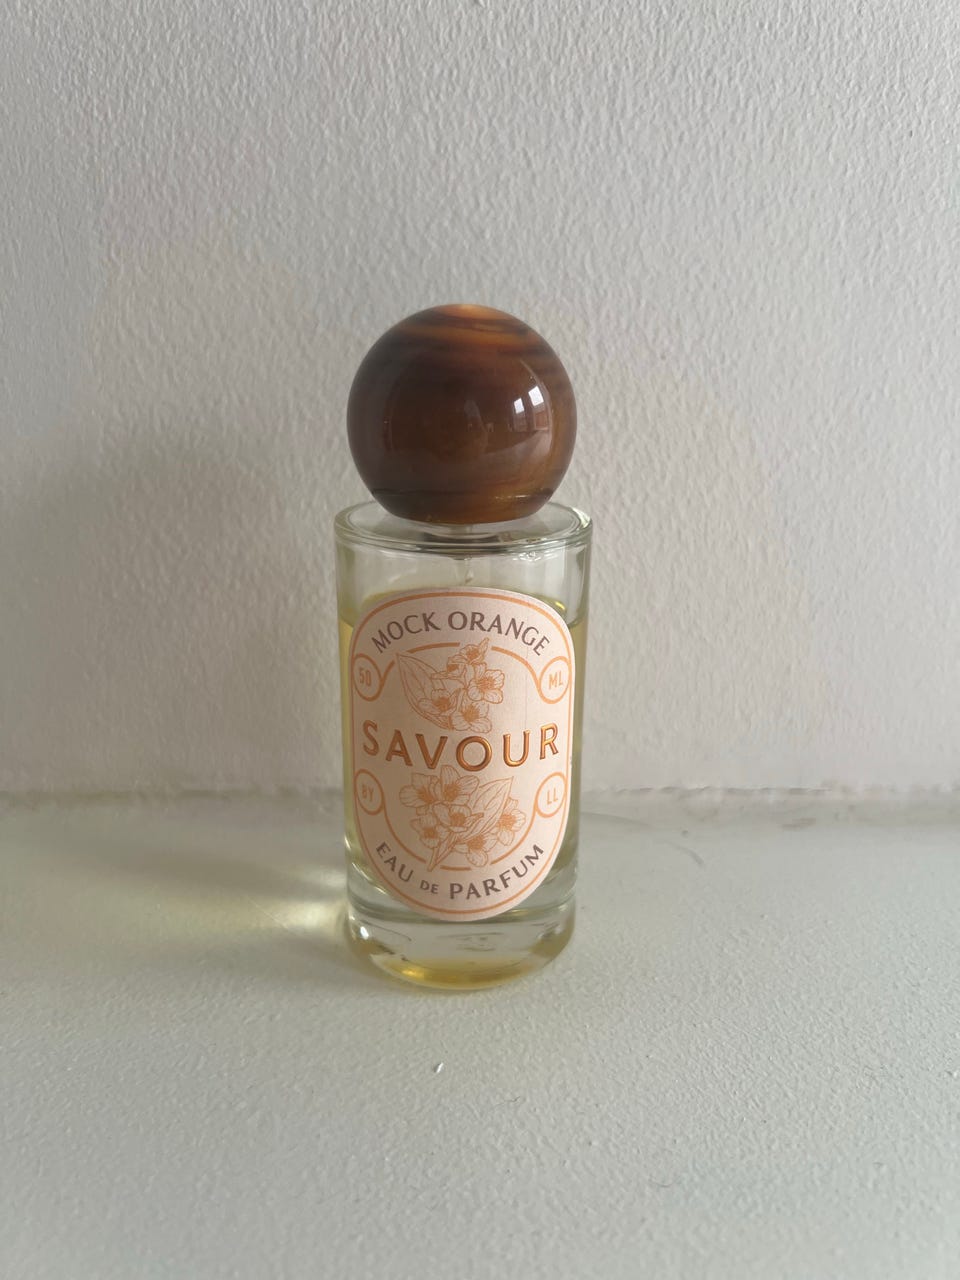 MOCK ORANGE
50 ML
SAVOUR
BY LL
EAU DE PARFUM